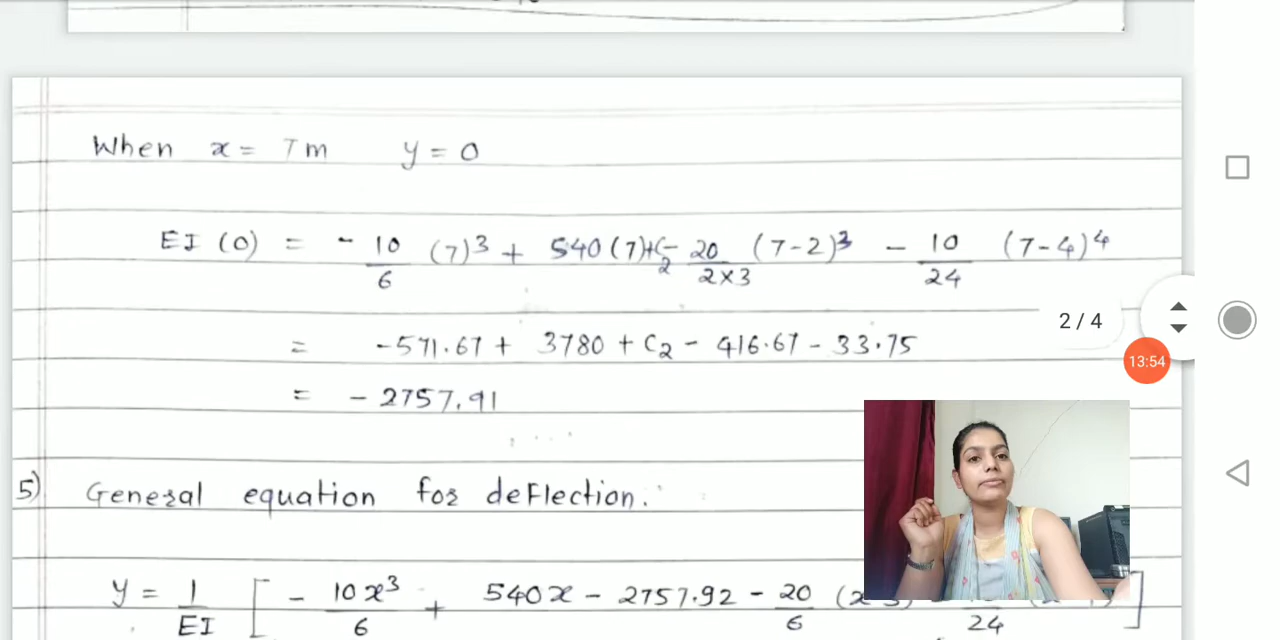 When x = 7m y = 0
EI (0) = - 10/6 (7)3 + 540(7)+C2 - 20/2×3 (7-2)3 - 10/24 (7-4)4
2 / 4
= -571.67 + 3780 + C2 - 416.67 - 33.75
13:54
= - 2757.91
5) General equation for deflection.
y = 1/EI [ - 10x3/6 + 540x - 2757.92 - 20/6 24 ]